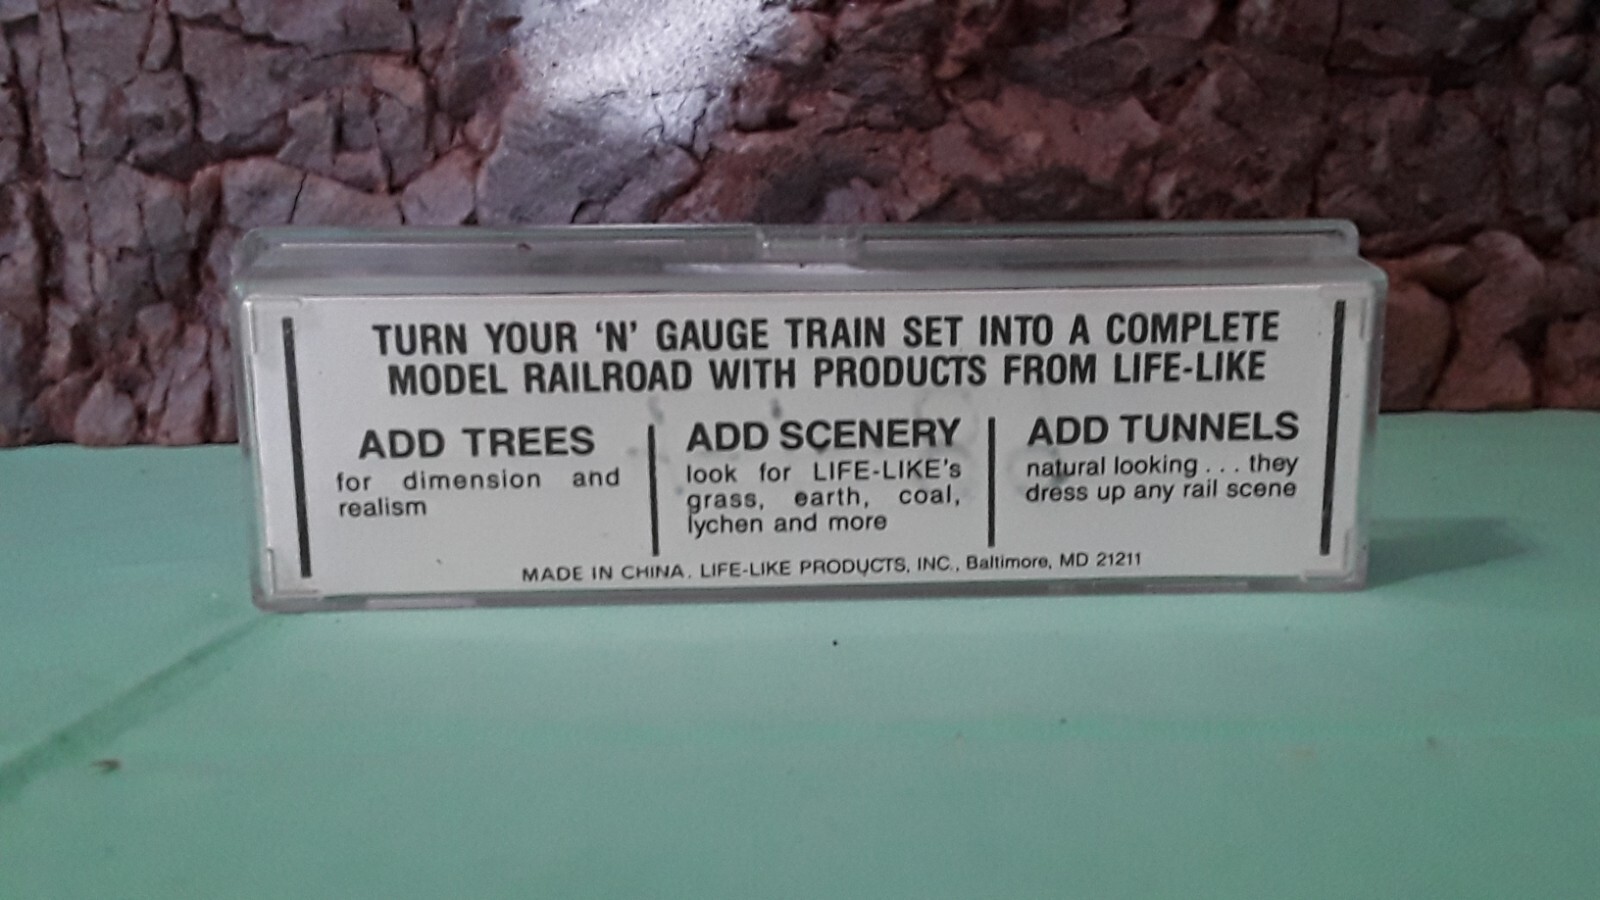 TURN YOUR 'N' GAUGE TRAIN SET INTO A COMPLETE
MODEL RAILROAD WITH PRODUCTS FROM LIFE-LIKE
ADD TREES
for dimension and
realism
ADD SCENERY
look for LIFE-LIKE's
grass, earth, coal,
lychen and more
ADD TUNNELS
natural looking . . . they
dress up any rail scene
MADE IN CHINA. LIFE-LIKE PRODUCTS, INC., Baltimore, MD 21211